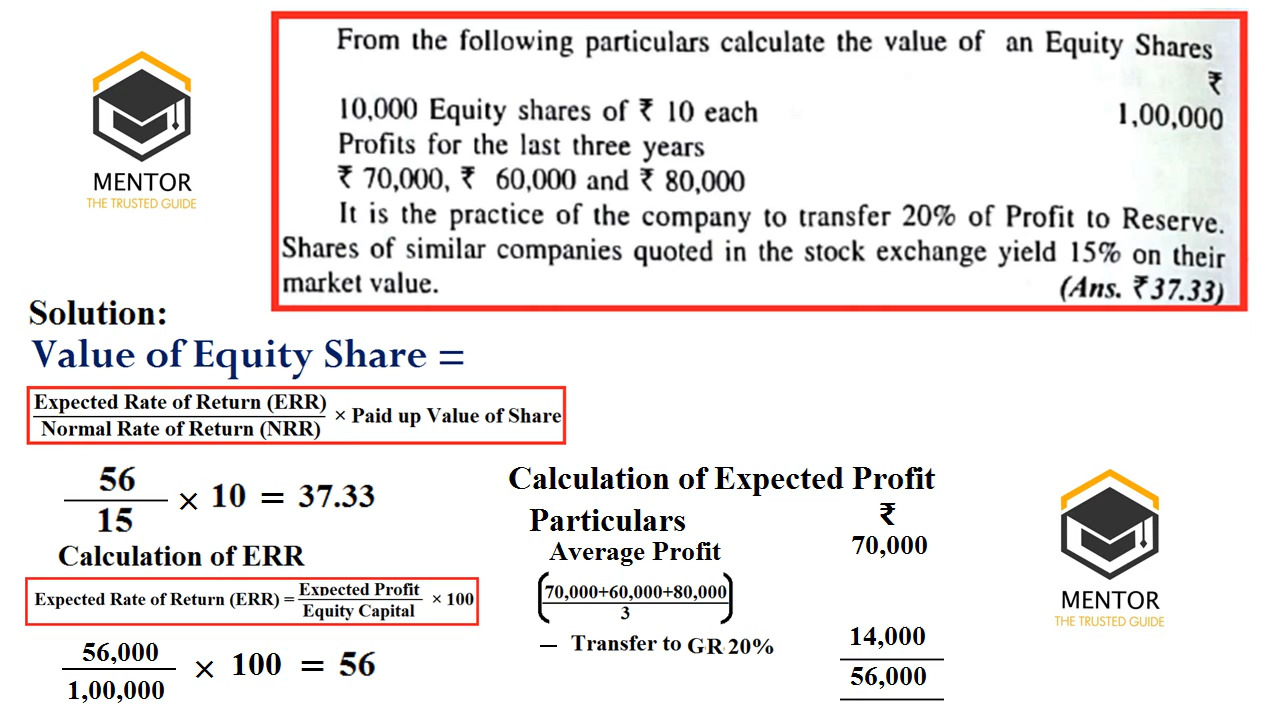 MENTOR
THE TRUSTED GUIDE
From the following particulars calculate the value of an Equity Shares
₹
10,000 Equity shares of ₹ 10 each 1,00,000
Profits for the last three years
₹ 70,000, ₹ 60,000 and ₹ 80,000
It is the practice of the company to transfer 20% of Profit to Reserve.
Shares of similar companies quoted in the stock exchange yield 15% on their
market value. (Ans. ₹37.33)
Solution:
Value of Equity Share =
Expected Rate of Return (ERR)
Normal Rate of Return (NRR)
× Paid up Value of Share
56
15
× 10 = 37.33
Calculation of ERR
Expected Rate of Return (ERR) =
Expected Profit
Equity Capital
× 100
56,000
1,00,000
× 100 = 56
Calculation of Expected Profit
Particulars ₹
Average Profit 70,000
(70,000+60,000+80,000)
3
— Transfer to GR 20% 14,000
56,000
MENTOR
THE TRUSTED GUIDE